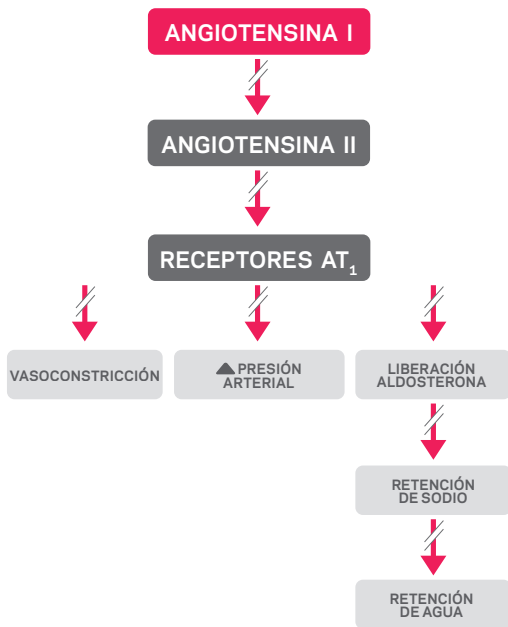 ANGIOTENSINA I
ANGIOTENSINA II
RECEPTORES AT₁
VASOCONSTRICCIÓN
▲PRESIÓN
ARTERIAL
LIBERACIÓN
ALDOSTERONA
RETENCIÓN
DE SODIO
RETENCIÓN
DE AGUA